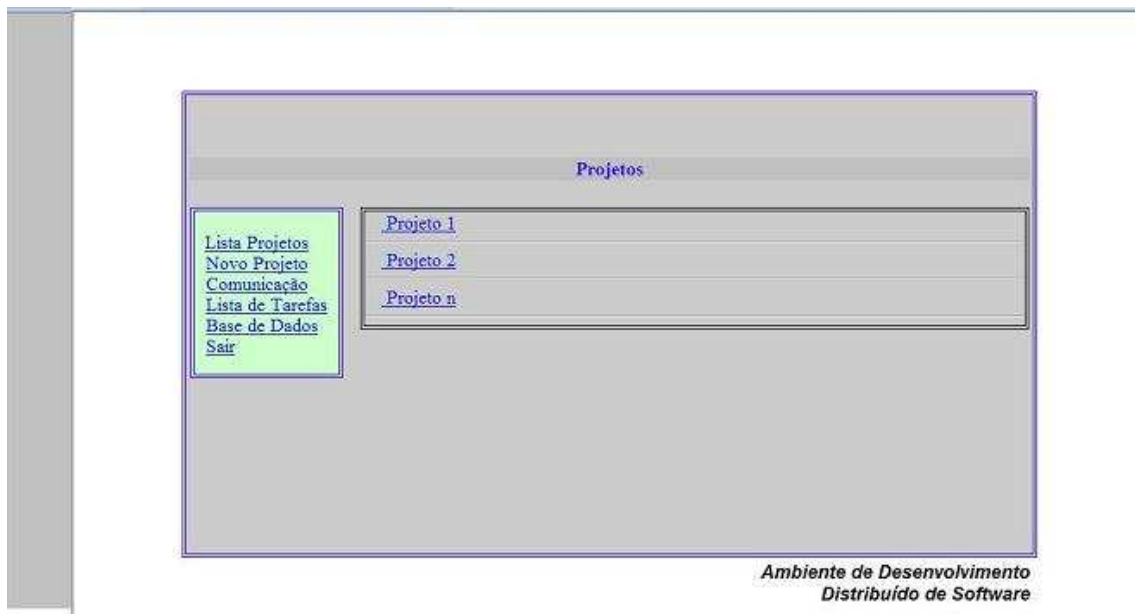 Projetos
Lista Projetos
Novo Projeto
Comunicação
Lista de Tarefas
Base de Dados
Sair
Projeto 1
Projeto 2
Projeto n
Ambiente de Desenvolvimento
Distribuído de Software